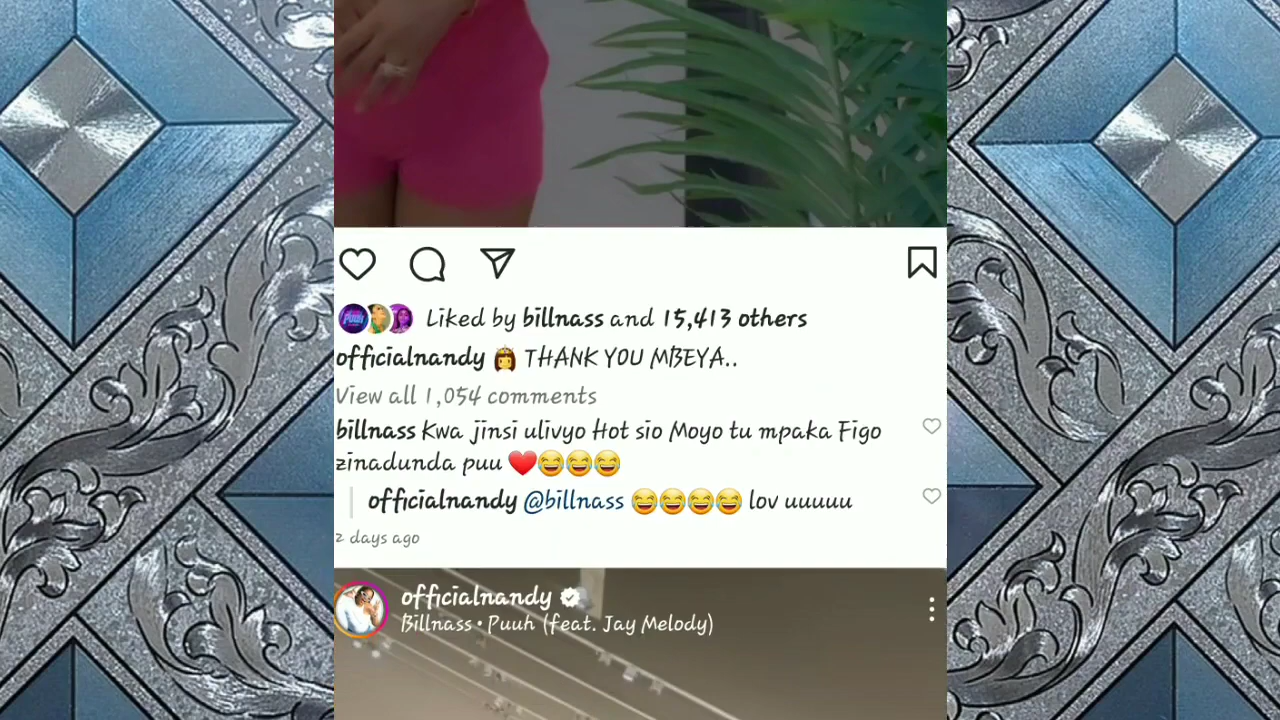 Liked by billnass and 15,413 others
officialnandy 👸 THANK YOU MBEYA..
View all 1,054 comments
billnass Kwa jinsi ulivyo Hot sio Moyo tu mpaka Figo
zinadunda puu ❤️😂😂😂
officialnandy @billnass 😂😂😂😂 lov uuuuu
2 days ago
officialnandy
Billnass • Puuh (feat. Jay Melody)